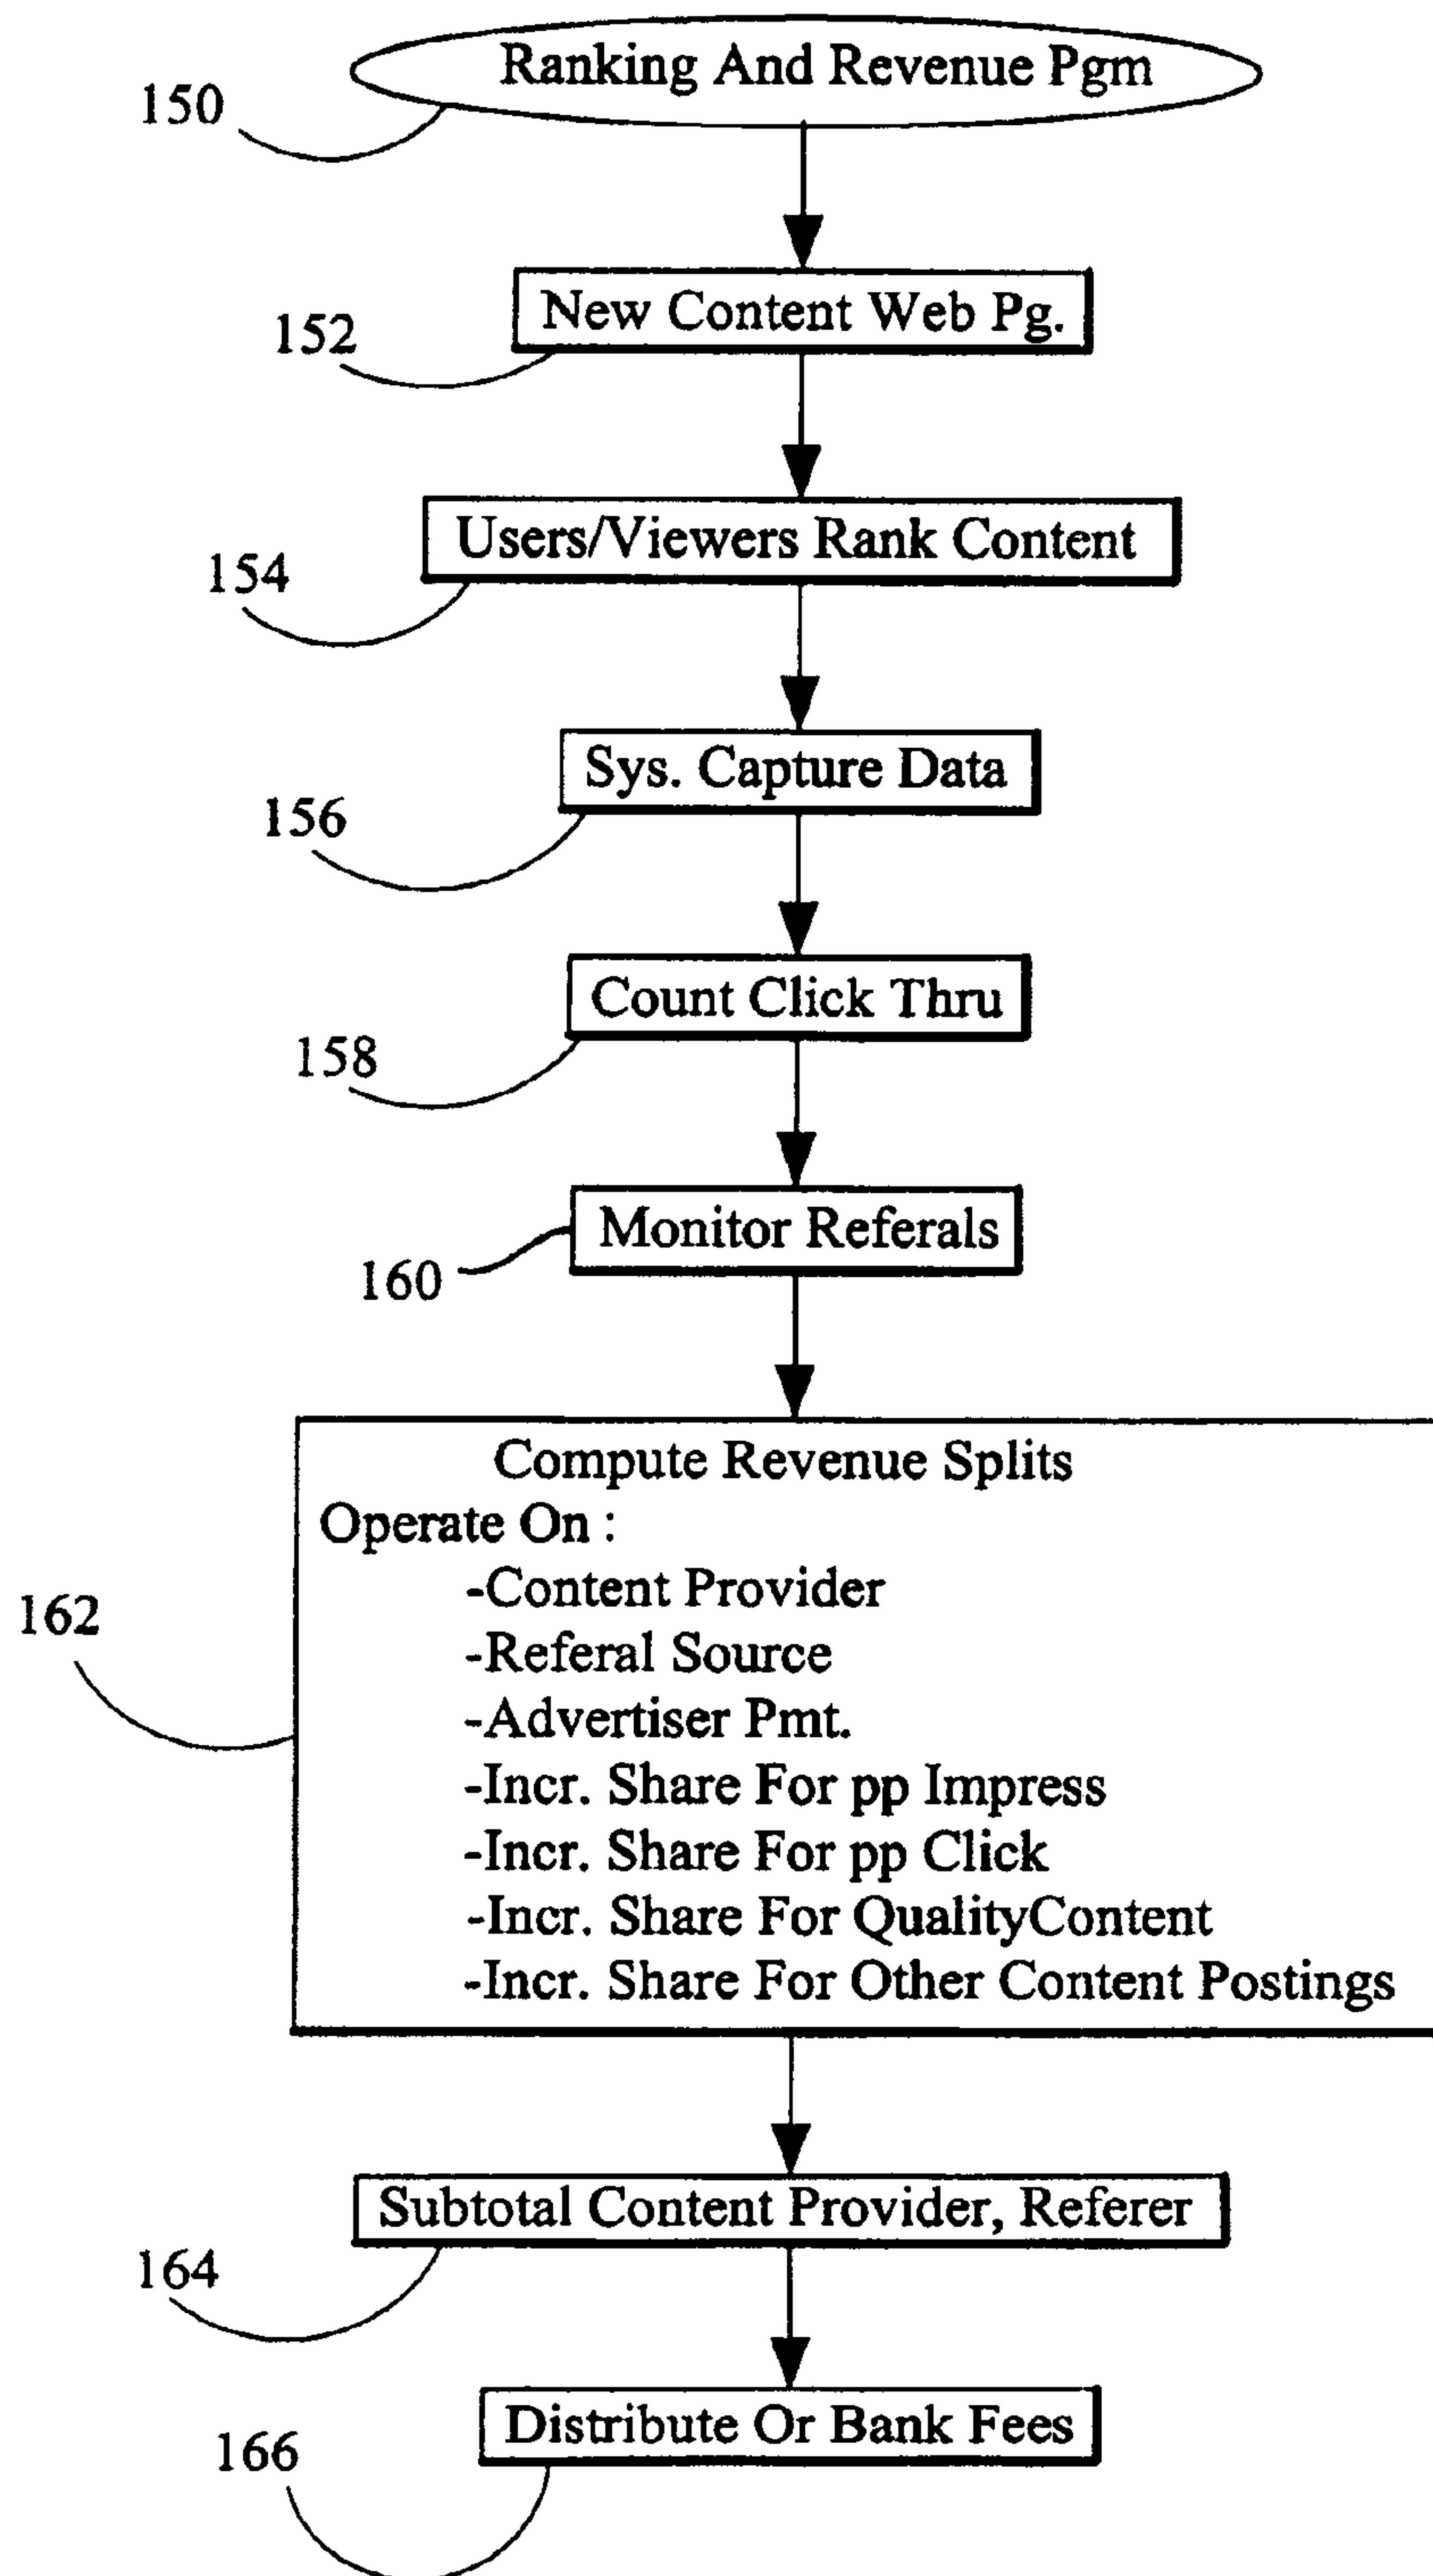 Ranking And Revenue Pgm
150
New Content Web Pg.
152
Users/Viewers Rank Content
154
Sys. Capture Data
156
Count Click Thru
158
Monitor Referals
160
Compute Revenue Splits
Operate On :
-Content Provider
162
-Referal Source
-Advertiser Pmt.
-Incr. Share For pp Impress
-Incr. Share For pp Click
-Incr. Share For QualityContent
-Incr. Share For Other Content Postings
Subtotal Content Provider, Referer
164
Distribute Or Bank Fees
166